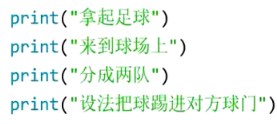 print("拿起足球")
print("来到球场上")
print("分成两队")
print("设法把球踢进对方球门")